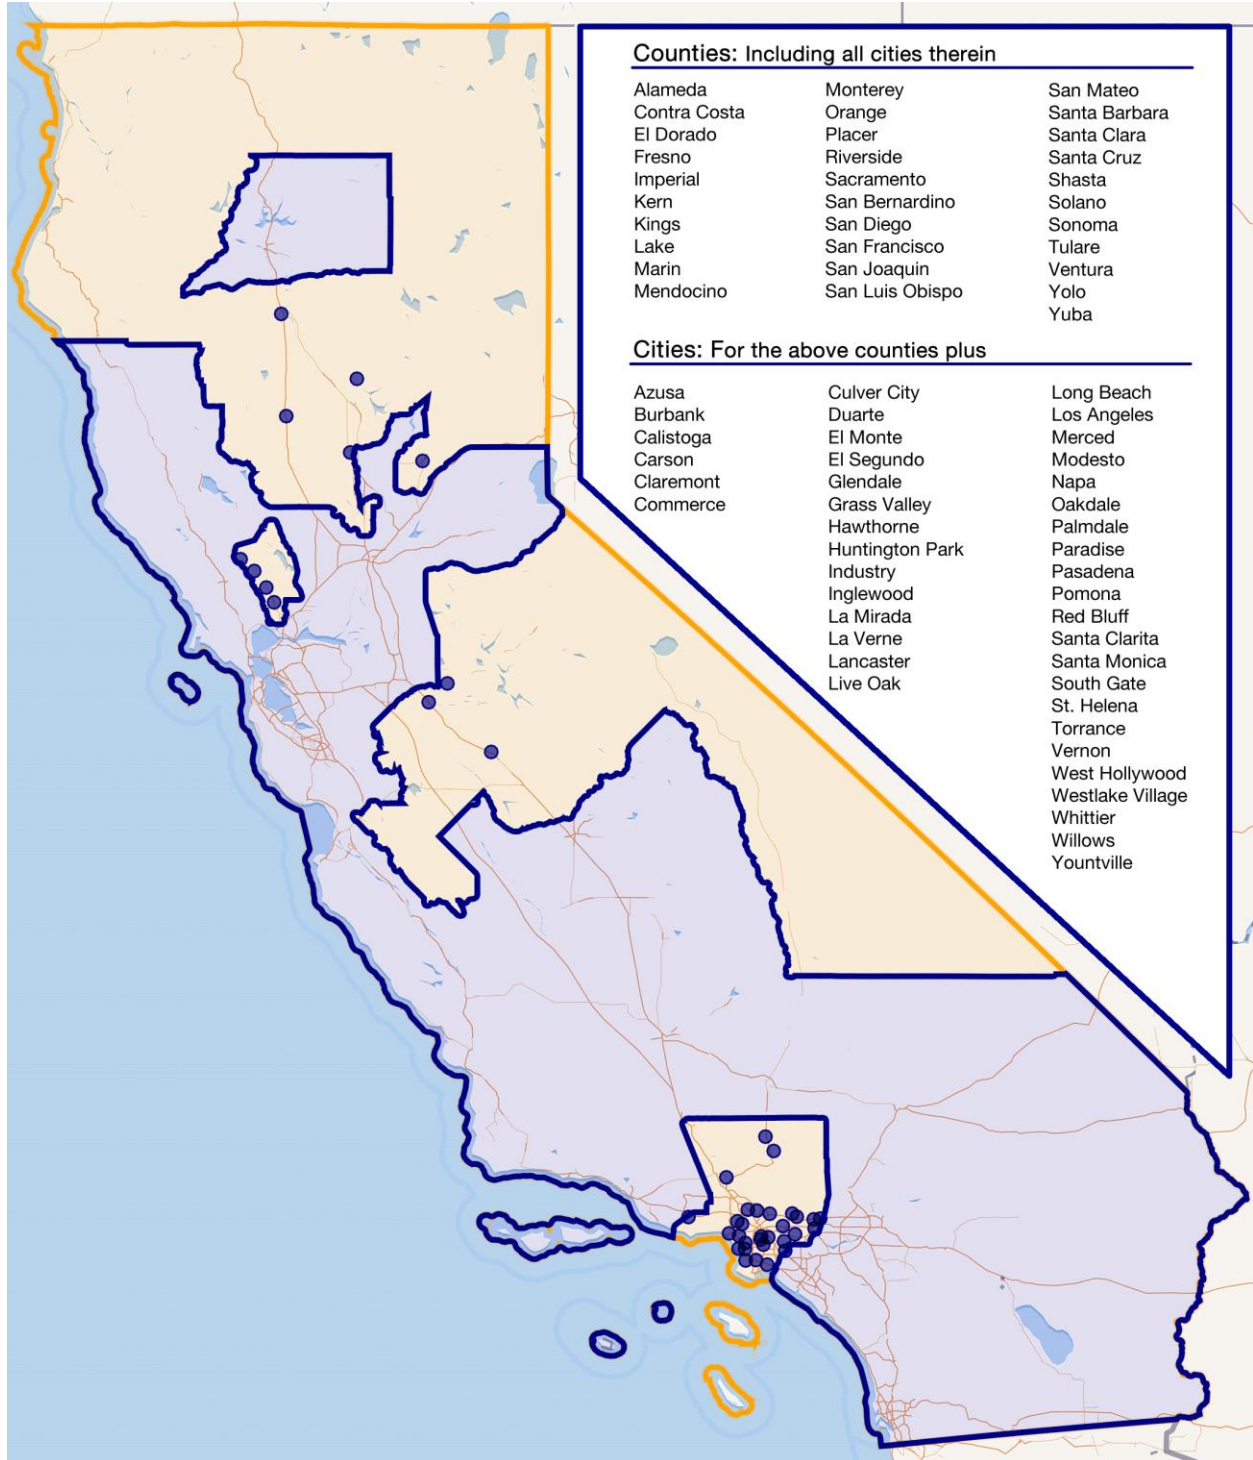 Counties: Including all cities therein
Alameda
Contra Costa
El Dorado
Fresno
Imperial
Kern
Kings
Lake
Marin
Mendocino
Monterey
Orange
Placer
Riverside
Sacramento
San Bernardino
San Diego
San Francisco
San Joaquin
San Luis Obispo
San Mateo
Santa Barbara
Santa Clara
Santa Cruz
Shasta
Solano
Sonoma
Tulare
Ventura
Yolo
Yuba
Cities: For the above counties plus
Azusa
Burbank
Calistoga
Carson
Claremont
Commerce
Culver City
Duarte
El Monte
El Segundo
Glendale
Grass Valley
Hawthorne
Huntington Park
Industry
Inglewood
La Mirada
La Verne
Lancaster
Live Oak
Long Beach
Los Angeles
Merced
Modesto
Napa
Oakdale
Palmdale
Paradise
Pasadena
Pomona
Red Bluff
Santa Clarita
Santa Monica
South Gate
St. Helena
Torrance
Vernon
West Hollywood
Westlake Village
Whittier
Willows
Yountville